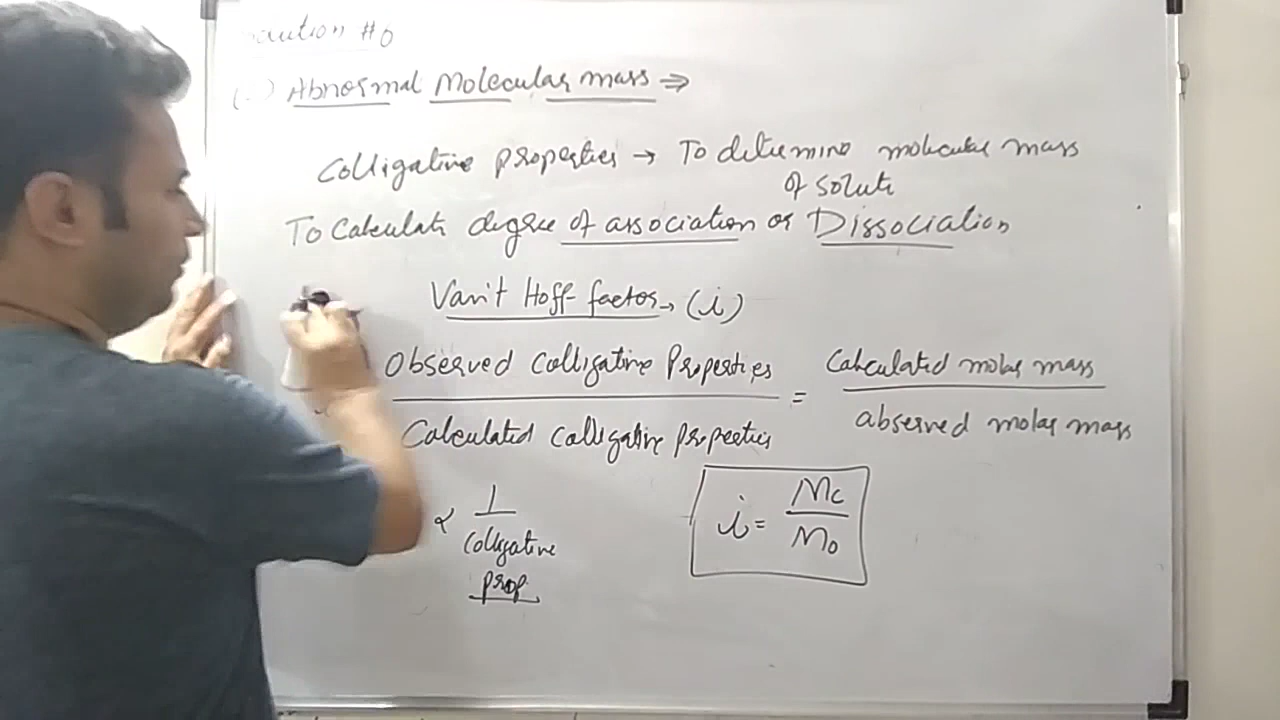 #0
Abnormal Molecular mass ⇒
Colligative properties → To determine molecular mass
of solute
To Calculate degree of association or Dissociation
Van't Hoff factor → (i)
Observed Colligative Properties
Calculated Colligative properties
= Calculated molar mass
abserved molar mass
∝ 1
Colligative
prop
i = Mc
Mo